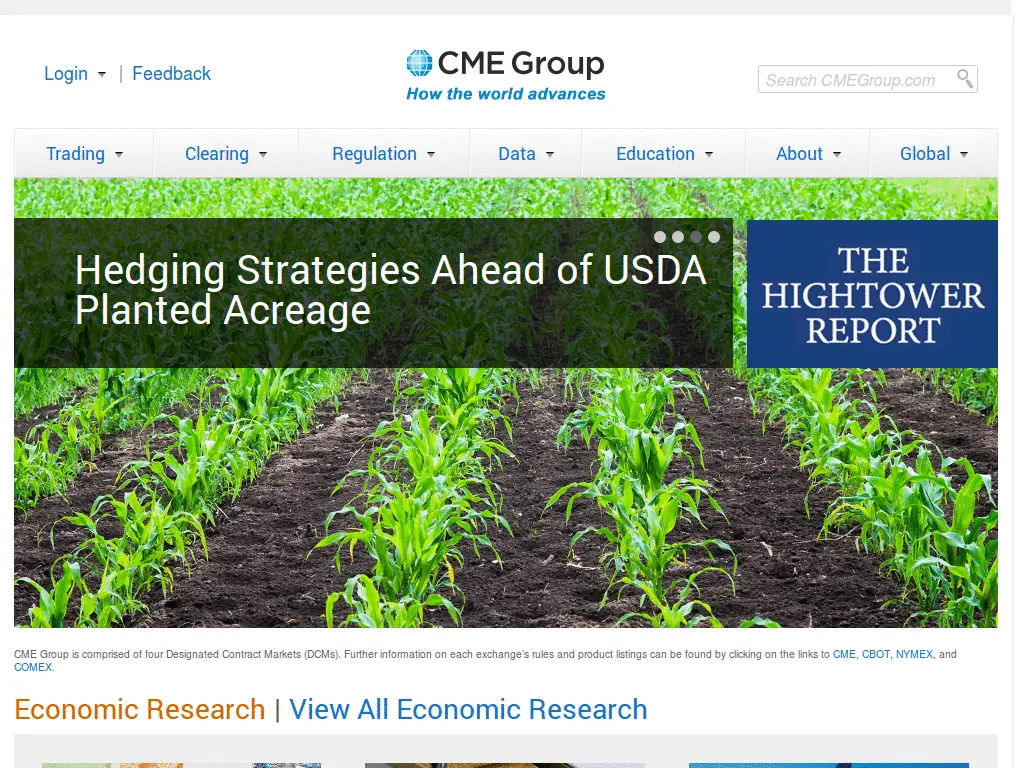 Login | Feedback
CME Group
How the world advances
Search CMEGroup.com
Trading
Clearing
Regulation
Data
Education
About
Global
Hedging Strategies Ahead of USDA
Planted Acreage
THE
HIGHTOWER
REPORT
CME Group is comprised of four Designated Contract Markets (DCMs). Further information on each exchange's rules and product listings can be found by clicking on the links to CME, CBOT, NYMEX, and
COMEX.
Economic Research | View All Economic Research